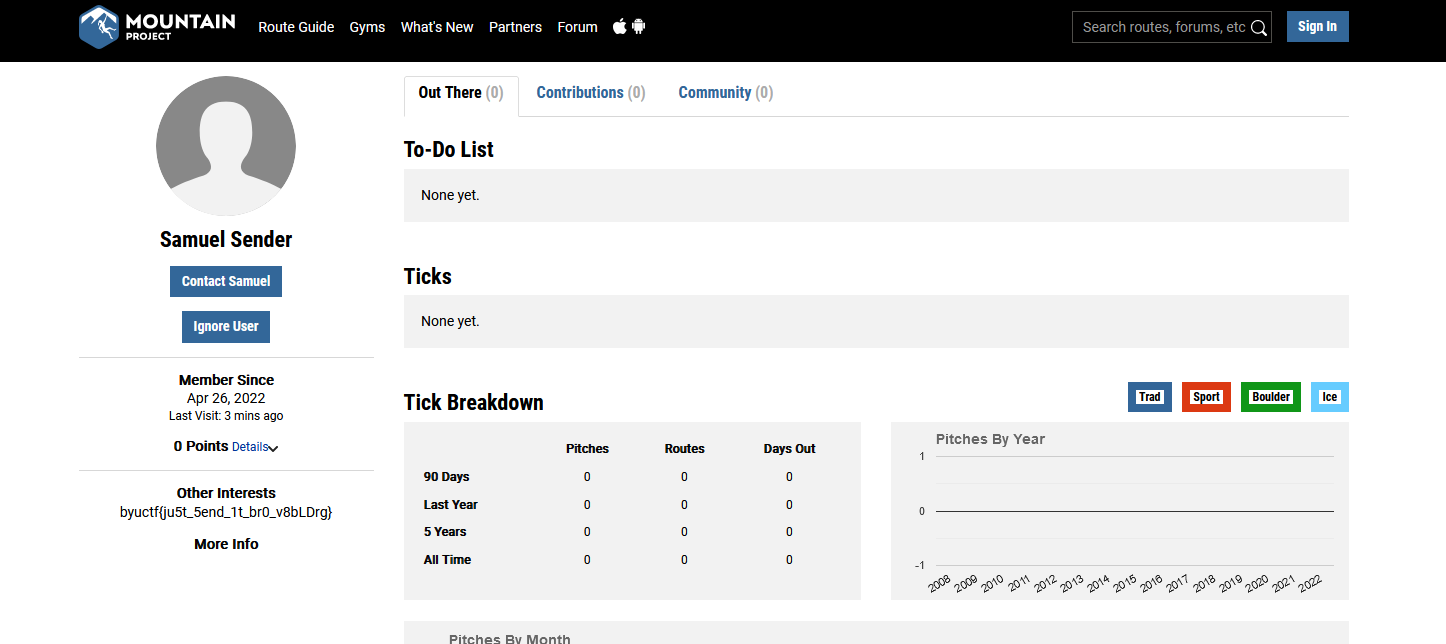 MOUNTAIN
PROJECT
Route Guide Gyms What's New Partners Forum
Search routes, forums, etc
Sign In
Samuel Sender
Contact Samuel
Ignore User
Member Since
Apr 26, 2022
Last Visit: 3 mins ago
0 Points Details
Other Interests
byuctf{ju5t_5end_1t_br0_v8bLDrg}
More Info
Out There (0) Contributions (0) Community (0)
To-Do List
None yet.
Ticks
None yet.
Tick Breakdown
Trad Sport Boulder Ice
Pitches Routes Days Out
90 Days 0 0 0
Last Year 0 0 0
5 Years 0 0 0
All Time 0 0 0
Pitches By Year
1
0
-1
2008 2009 2010 2011 2012 2013 2014 2015 2016 2017 2018 2019 2020 2021 2022
Pitches By Month